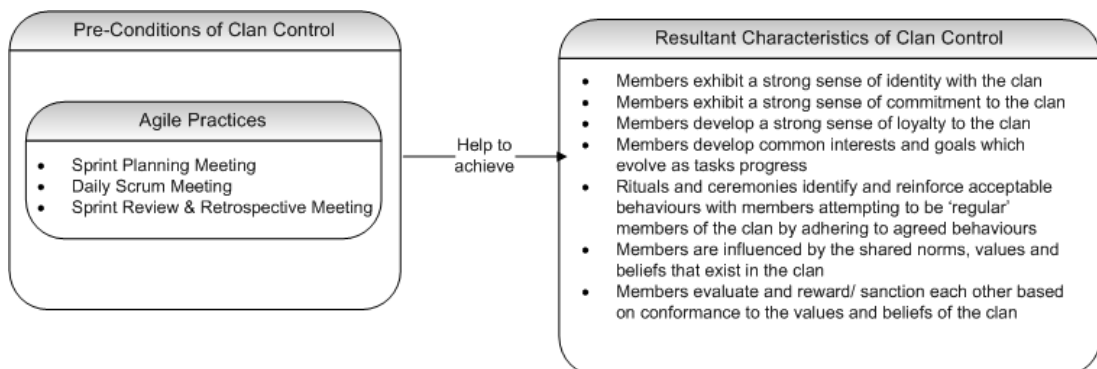 Pre-Conditions of Clan Control
Agile Practices
• Sprint Planning Meeting
• Daily Scrum Meeting
• Sprint Review & Retrospective Meeting
Help to
achieve
Resultant Characteristics of Clan Control
• Members exhibit a strong sense of identity with the clan
• Members exhibit a strong sense of commitment to the clan
• Members develop a strong sense of loyalty to the clan
• Members develop common interests and goals which
evolve as tasks progress
• Rituals and ceremonies identify and reinforce acceptable
behaviours with members attempting to be ‘regular’
members of the clan by adhering to agreed behaviours
• Members are influenced by the shared norms, values and
beliefs that exist in the clan
• Members evaluate and reward/ sanction each other based
on conformance to the values and beliefs of the clan